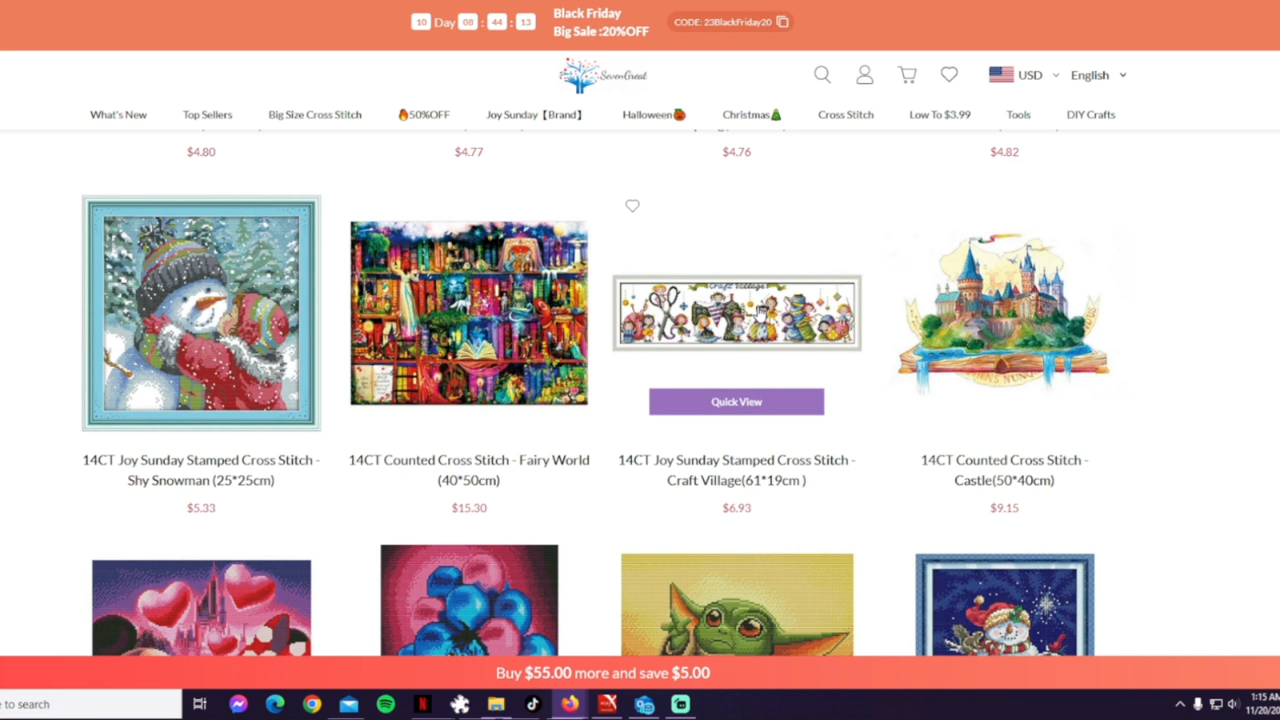 10 Day 08 : 44 : 13
Black Friday
Big Sale :20%OFF
CODE: 23BlackFriday20
SevenGreat
USD
English
What's New
Top Sellers
Big Size Cross Stitch
🔥50%OFF
Joy Sunday【Brand】
Halloween🎃
Christmas🎄
Cross Stitch
Low To $3.99
Tools
DIY Crafts
$4.80
$4.77
$4.76
$4.82
Craft Village
Quick View
14CT Joy Sunday Stamped Cross Stitch -
Shy Snowman (25*25cm)
$5.33
14CT Counted Cross Stitch - Fairy World
(40*50cm)
$15.30
14CT Joy Sunday Stamped Cross Stitch -
Craft Village(61*19cm )
$6.93
14CT Counted Cross Stitch -
Castle(50*40cm)
$9.15
Buy $55.00 more and save $5.00
e to search
1:15 AM
11/20/20